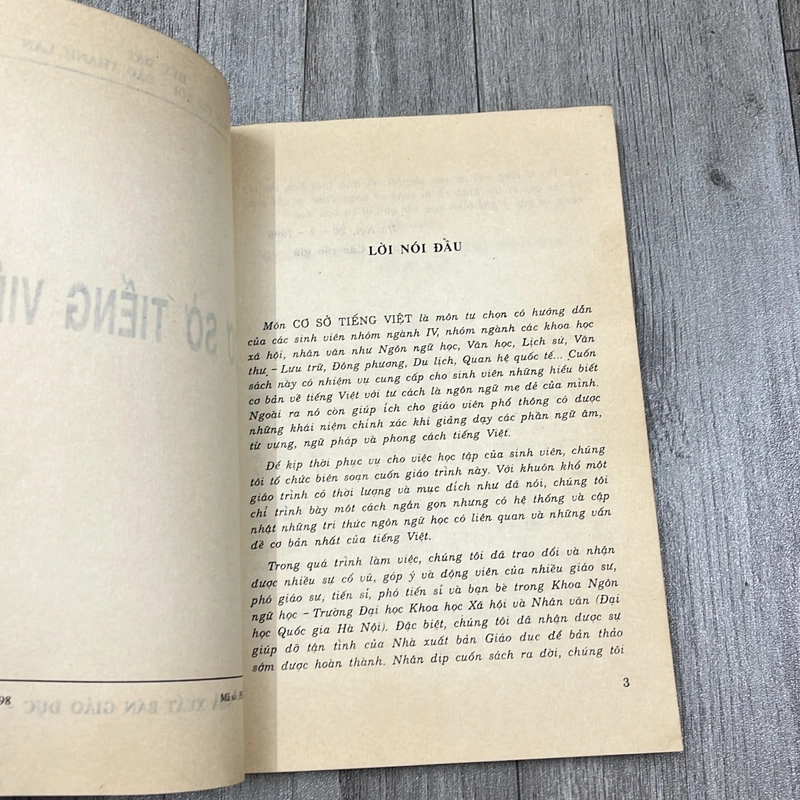 LỜI NÓI ĐẦU
Môn CƠ SỞ TIẾNG VIỆT là môn tự chọn có hướng dẫn
của các sinh viên nhóm ngành IV, nhóm ngành các khoa học
xã hội, nhân văn như Ngôn ngữ học, Văn học, Lịch sử, Văn
thư – Lưu trữ, Đông phương, Du lịch, Quan hệ quốc tế... Cuốn
sách này có nhiệm vụ cung cấp cho sinh viên những hiểu biết
cơ bản về tiếng Việt với tư cách là ngôn ngữ mẹ đẻ của mình.
Ngoài ra nó còn giúp ích cho giáo viên phổ thông có được
những khái niệm chính xác khi giảng dạy các phần ngữ âm,
từ vựng, ngữ pháp và phong cách tiếng Việt.
Để kịp thời phục vụ cho việc học tập của sinh viên, chúng
tôi tổ chức biên soạn cuốn giáo trình này. Với khuôn khổ một
giáo trình có thời lượng và mục đích như đã nói, chúng tôi
chỉ trình bày một cách ngắn gọn nhưng có hệ thống và cập
nhật những tri thức ngôn ngữ học có liên quan và những vấn
đề cơ bản nhất của tiếng Việt.
Trong quá trình làm việc, chúng tôi đã trao đổi và nhận
được nhiều sự cổ vũ, góp ý và động viên của nhiều giáo sư,
phó giáo sư, tiến sĩ, phó tiến sĩ và bạn bè trong Khoa Ngôn
ngữ học – Trường Đại học Khoa học Xã hội và Nhân văn (Đại
học Quốc gia Hà Nội). Đặc biệt, chúng tôi đã nhận được sự
giúp đỡ tận tình của Nhà xuất bản Giáo dục để bản thảo
sớm được hoàn thành. Nhân dịp cuốn sách ra đời, chúng tôi
3
98